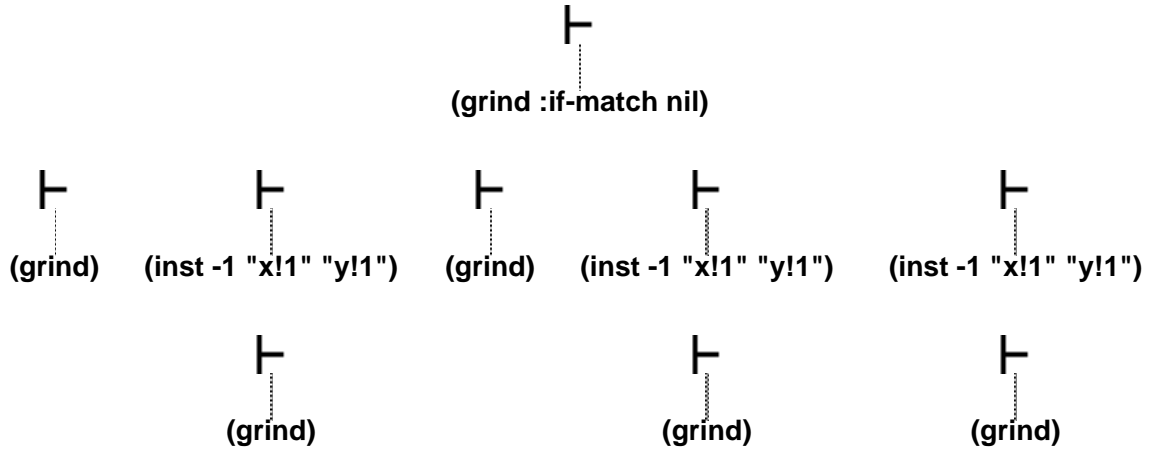 ⊢
(grind :if-match nil)
⊢ ⊢ ⊢ ⊢ ⊢
(grind) (inst -1 "x!1" "y!1") (grind) (inst -1 "x!1" "y!1") (inst -1 "x!1" "y!1")
⊢ ⊢ ⊢
(grind) (grind) (grind)